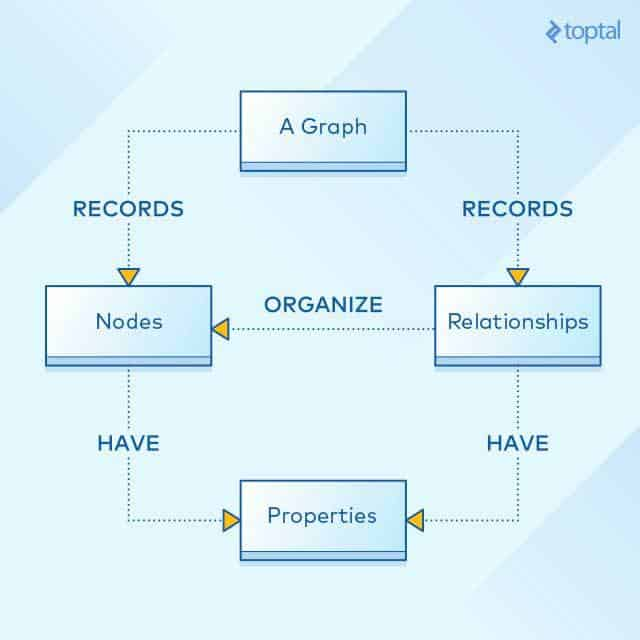 toptal
A Graph
RECORDS
RECORDS
ORGANIZE
Nodes
Relationships
HAVE
HAVE
Properties